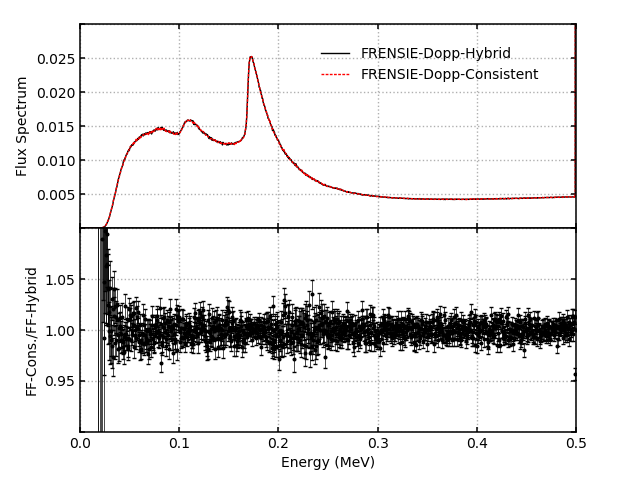 0.025
0.020
0.015
0.010
0.005
Flux Spectrum
FRENSIE-Dopp-Hybrid
FRENSIE-Dopp-Consistent
1.05
1.00
0.95
FF-Cons./FF-Hybrid
0.0 0.1 0.2 0.3 0.4 0.5
Energy (MeV)